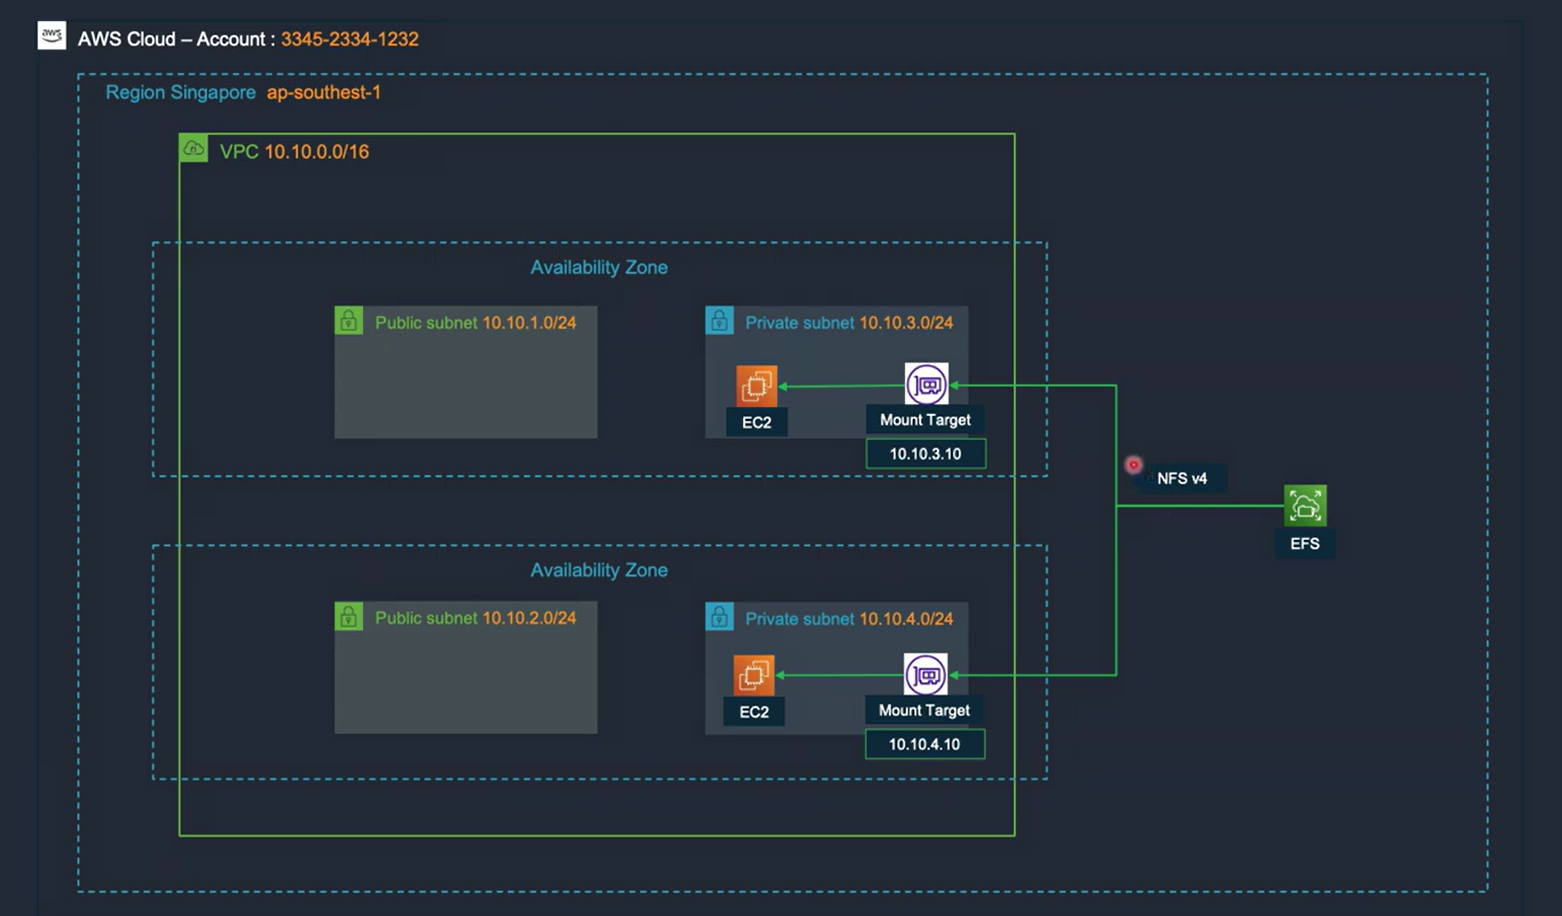 aws
AWS Cloud – Account : 3345-2334-1232
Region Singapore ap-southest-1
VPC 10.10.0.0/16
Availability Zone
Public subnet 10.10.1.0/24
Private subnet 10.10.3.0/24
EC2
Mount Target
10.10.3.10
NFS v4
EFS
Availability Zone
Public subnet 10.10.2.0/24
Private subnet 10.10.4.0/24
EC2
Mount Target
10.10.4.10